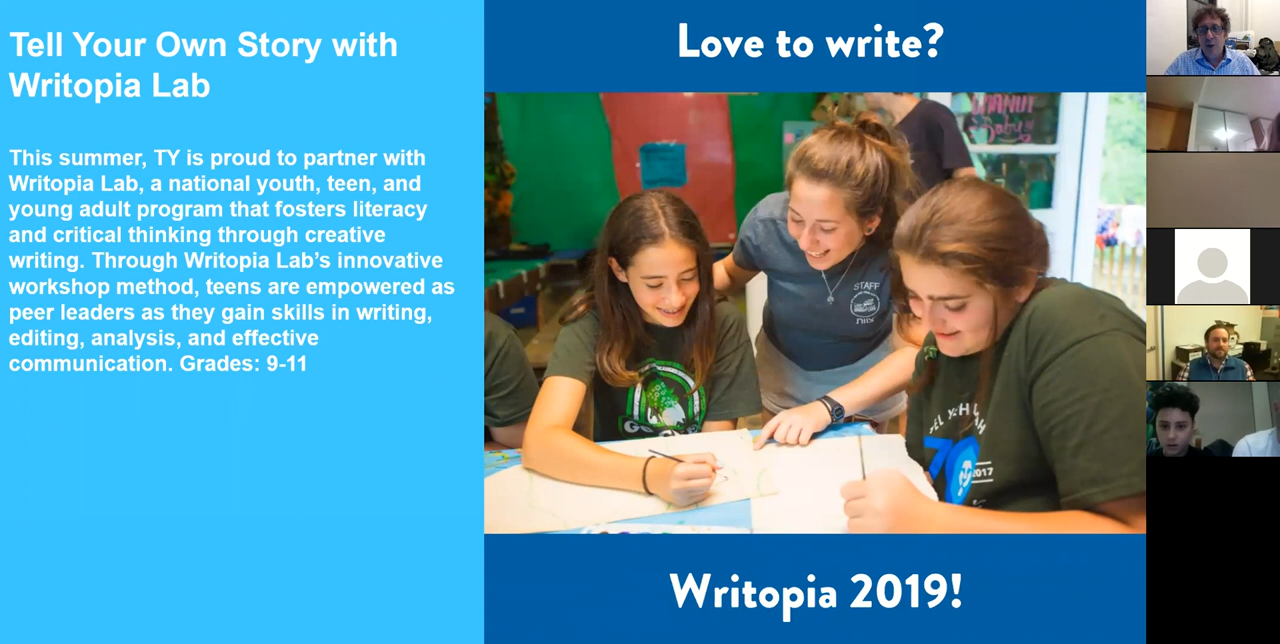 Tell Your Own Story with
Writopia Lab
This summer, TY is proud to partner with
Writopia Lab, a national youth, teen, and
young adult program that fosters literacy
and critical thinking through creative
writing. Through Writopia Lab’s innovative
workshop method, teens are empowered as
peer leaders as they gain skills in writing,
editing, analysis, and effective
communication. Grades: 9-11
Love to write?
STAFF
70
2017
Writopia 2019!